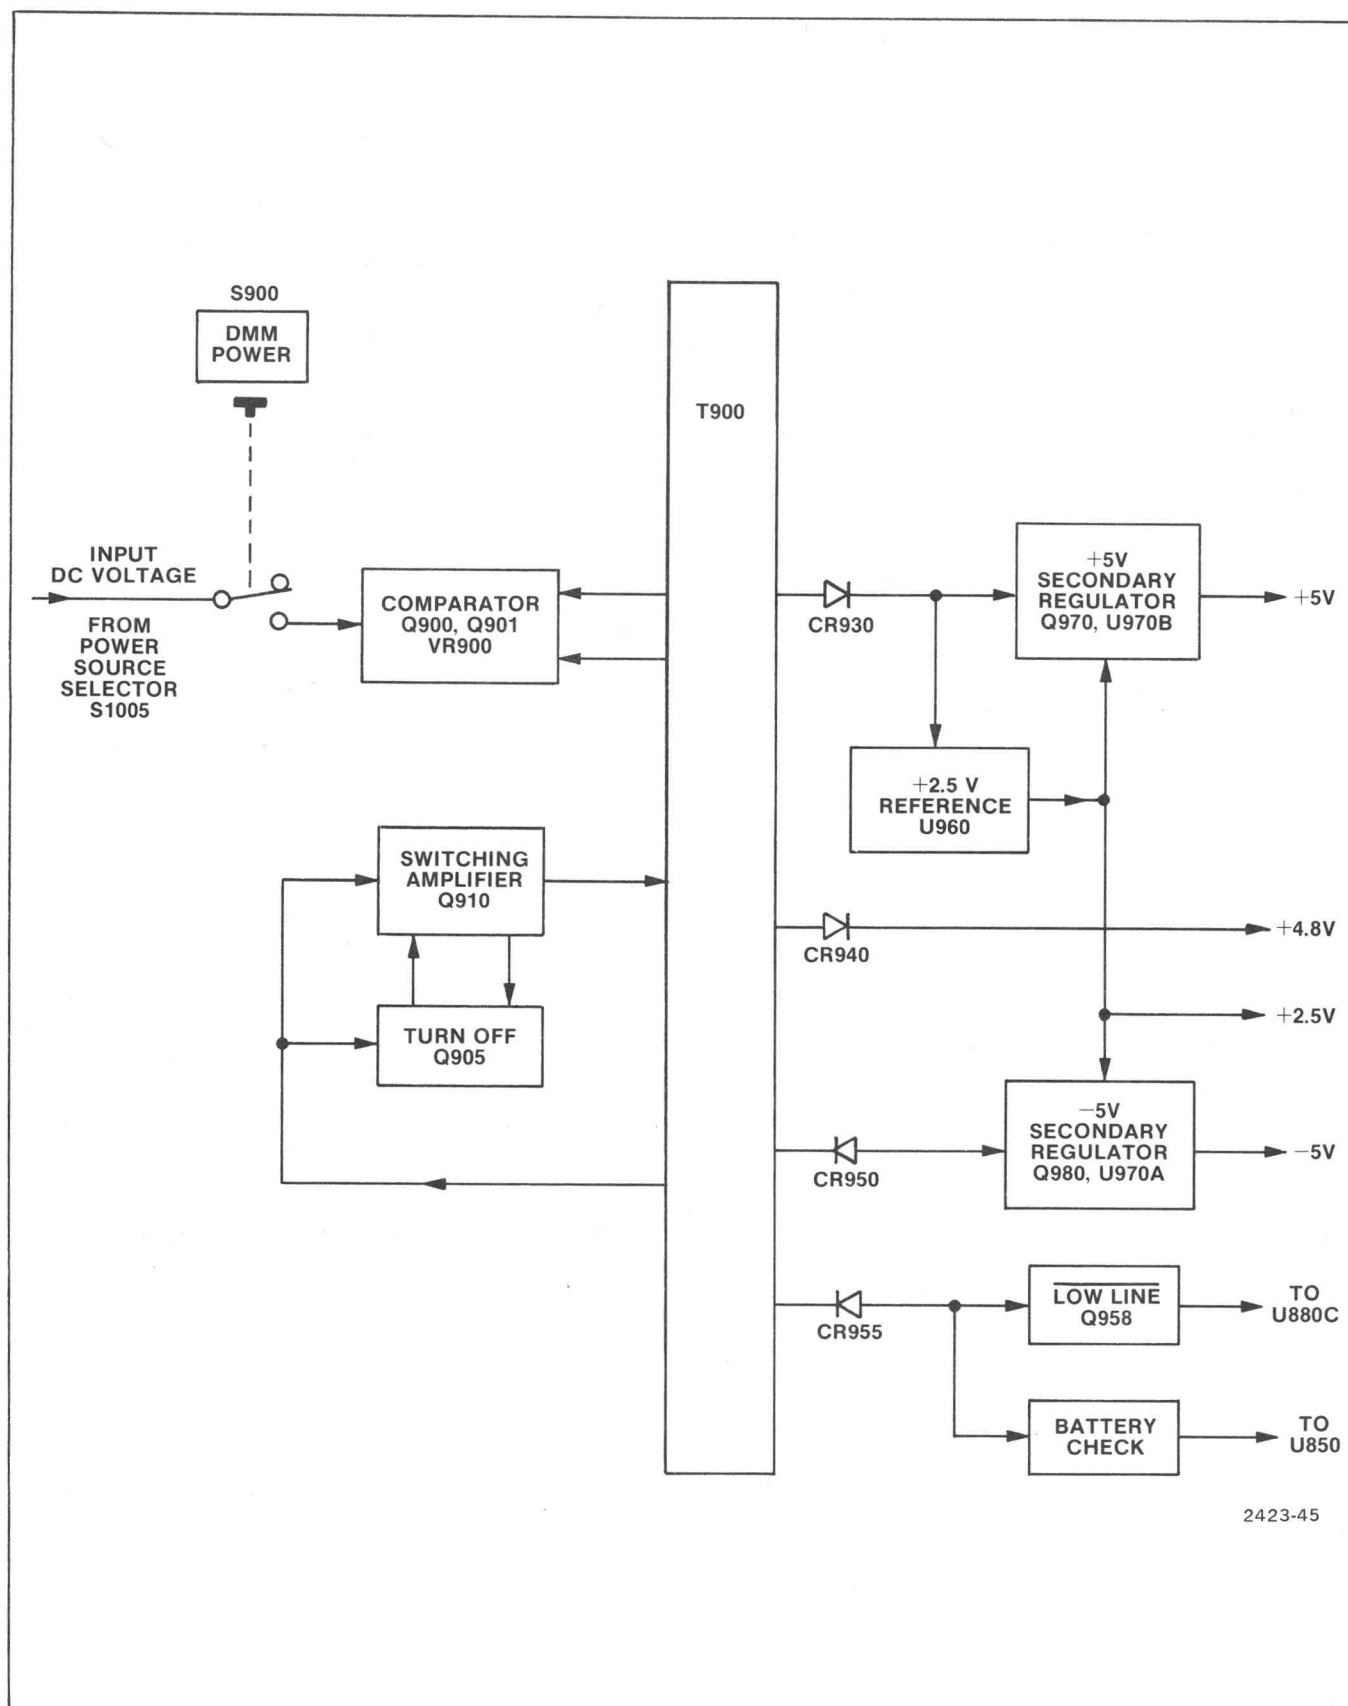 S900
DMM
POWER
T900
INPUT
DC VOLTAGE
FROM
POWER
SOURCE
SELECTOR
S1005
COMPARATOR
Q900, Q901
VR900
CR930
+5V
SECONDARY
REGULATOR
Q970, U970B
+5V
+2.5 V
REFERENCE
U960
SWITCHING
AMPLIFIER
Q910
CR940
+4.8V
TURN OFF
Q905
+2.5V
CR950
−5V
SECONDARY
REGULATOR
Q980, U970A
−5V
CR955
LOW LINE
Q958
TO
U880C
BATTERY
CHECK
TO
U850
2423-45